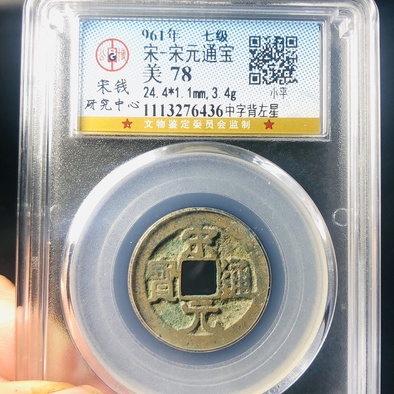 961年 七级
宋-宋元通宝
美 78
24.4*1.1mm,3.4g 小平
宋钱
研究中心
1113276436中字背左星
文物鉴定委员会监制
宋元通寳